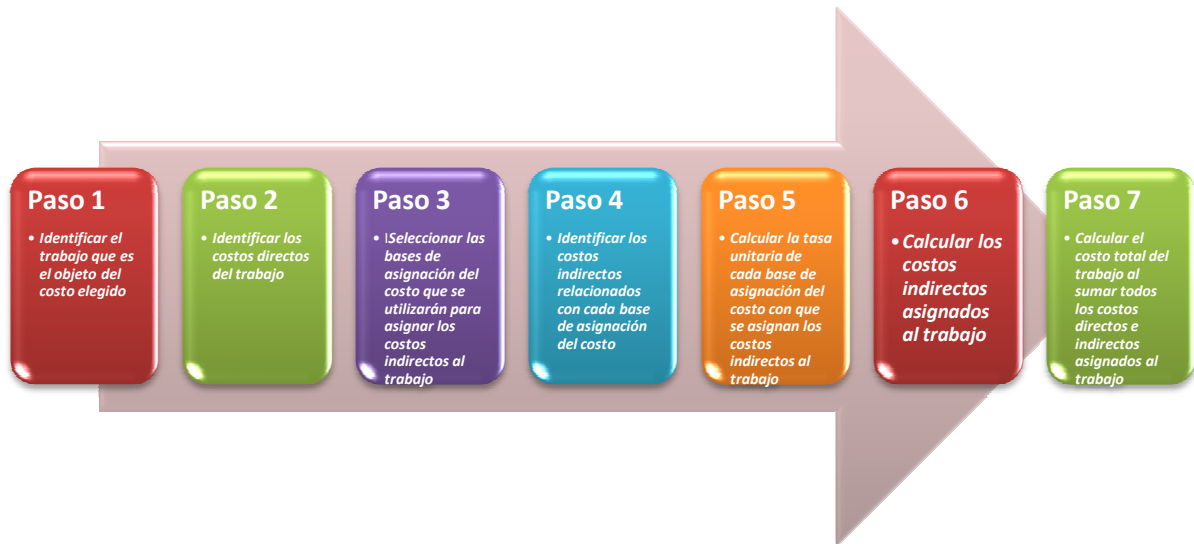 Paso 1
• Identificar el
trabajo que es
el objeto del
costo elegido
Paso 2
• Identificar los
costos directos
del trabajo
Paso 3
• |Seleccionar las
bases de
asignación del
costo que se
utilizarán para
asignar los
costos
indirectos al
trabajo
Paso 4
• Identificar los
costos
indirectos
relacionados
con cada base
de asignación
del costo
Paso 5
• Calcular la tasa
unitaria de
cada base de
asignación del
costo con que
se asignan los
costos
indirectos al
trabajo
Paso 6
• Calcular los
costos
indirectos
asignados
al trabajo
Paso 7
• Calcular el
costo total del
trabajo al
sumar todos
los costos
directos e
indirectos
asignados al
trabajo